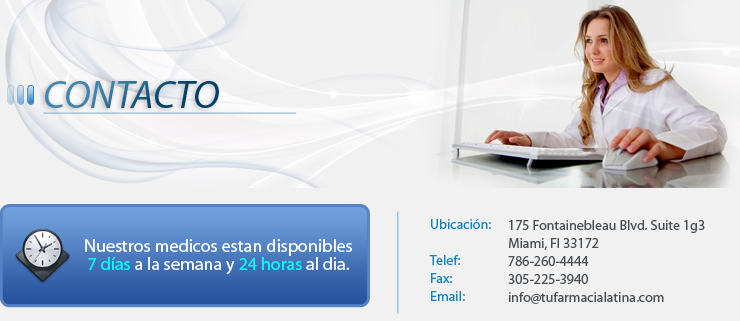 CONTACTO
Nuestros medicos estan disponibles
7 días a la semana y 24 horas al dia.
Ubicación: 175 Fontainebleau Blvd. Suite 1g3
Miami, Fl 33172
Telef: 786-260-4444
Fax: 305-225-3940
Email: info@tufarmacialatina.com